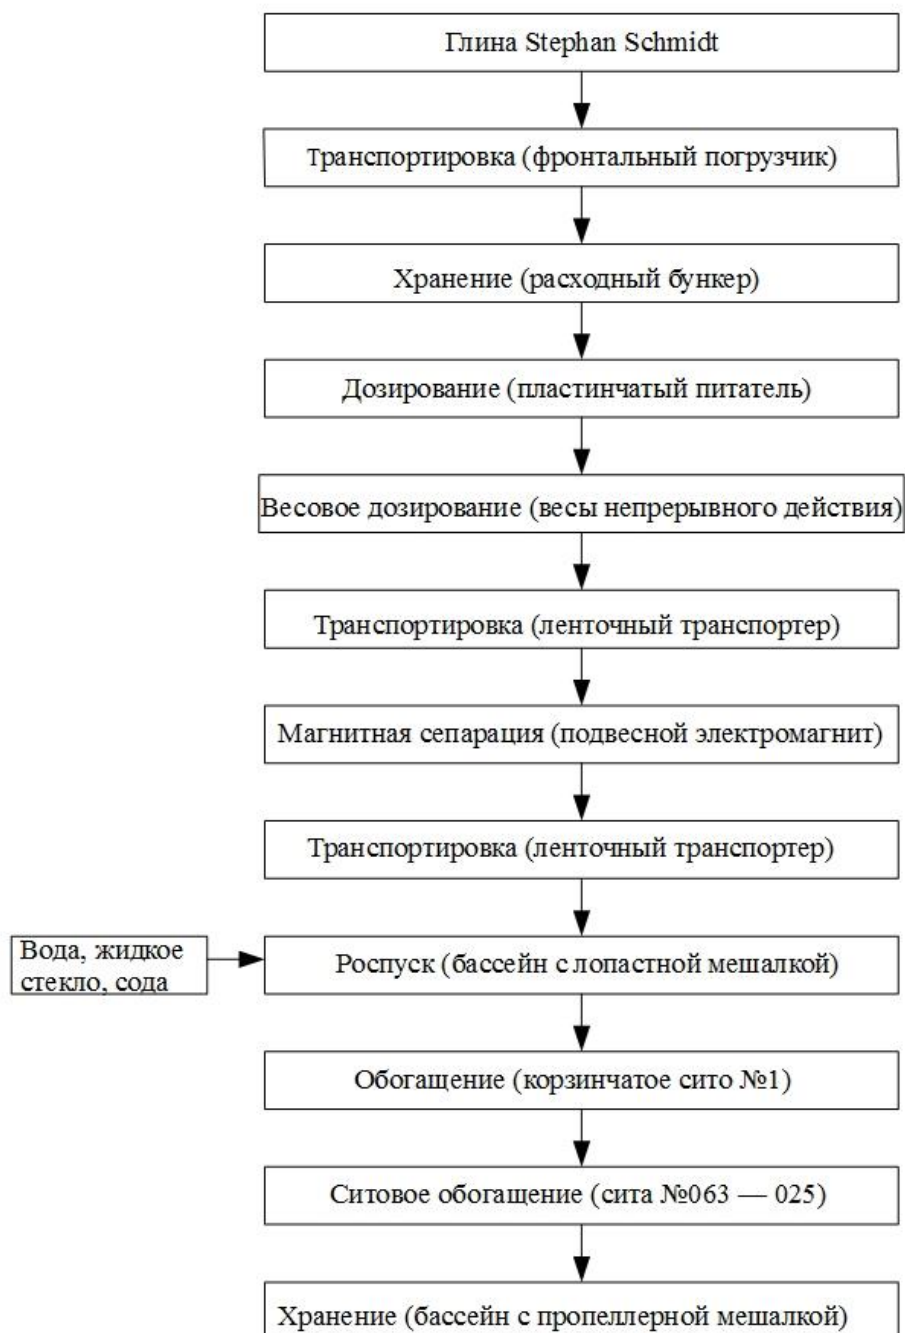 Глина Stephan Schmidt
Транспортировка (фронтальный погрузчик)
Хранение (расходный бункер)
Дозирование (пластинчатый питатель)
Весовое дозирование (весы непрерывного действия)
Транспортировка (ленточный транспортер)
Магнитная сепарация (подвесной электромагнит)
Транспортировка (ленточный транспортер)
Вода, жидкое
стекло, сода
Роспуск (бассейн с лопастной мешалкой)
Обогащение (корзинчатое сито №1)
Ситовое обогащение (сита №063 — 025)
Хранение (бассейн с пропеллерной мешалкой)